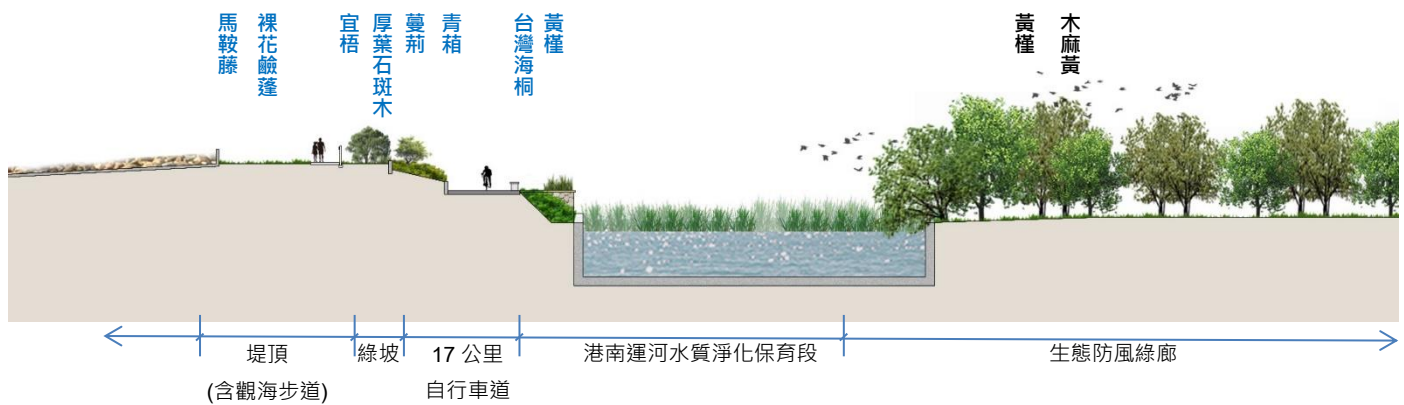 馬鞍藤
裸花鹼蓬
宜梧
厚葉石斑木
蔓荊
青葙
台灣海桐
黃槿
黃槿
木麻黃
堤頂
(含觀海步道)
綠坡
17 公里
自行車道
港南運河水質淨化保育段
生態防風綠廊